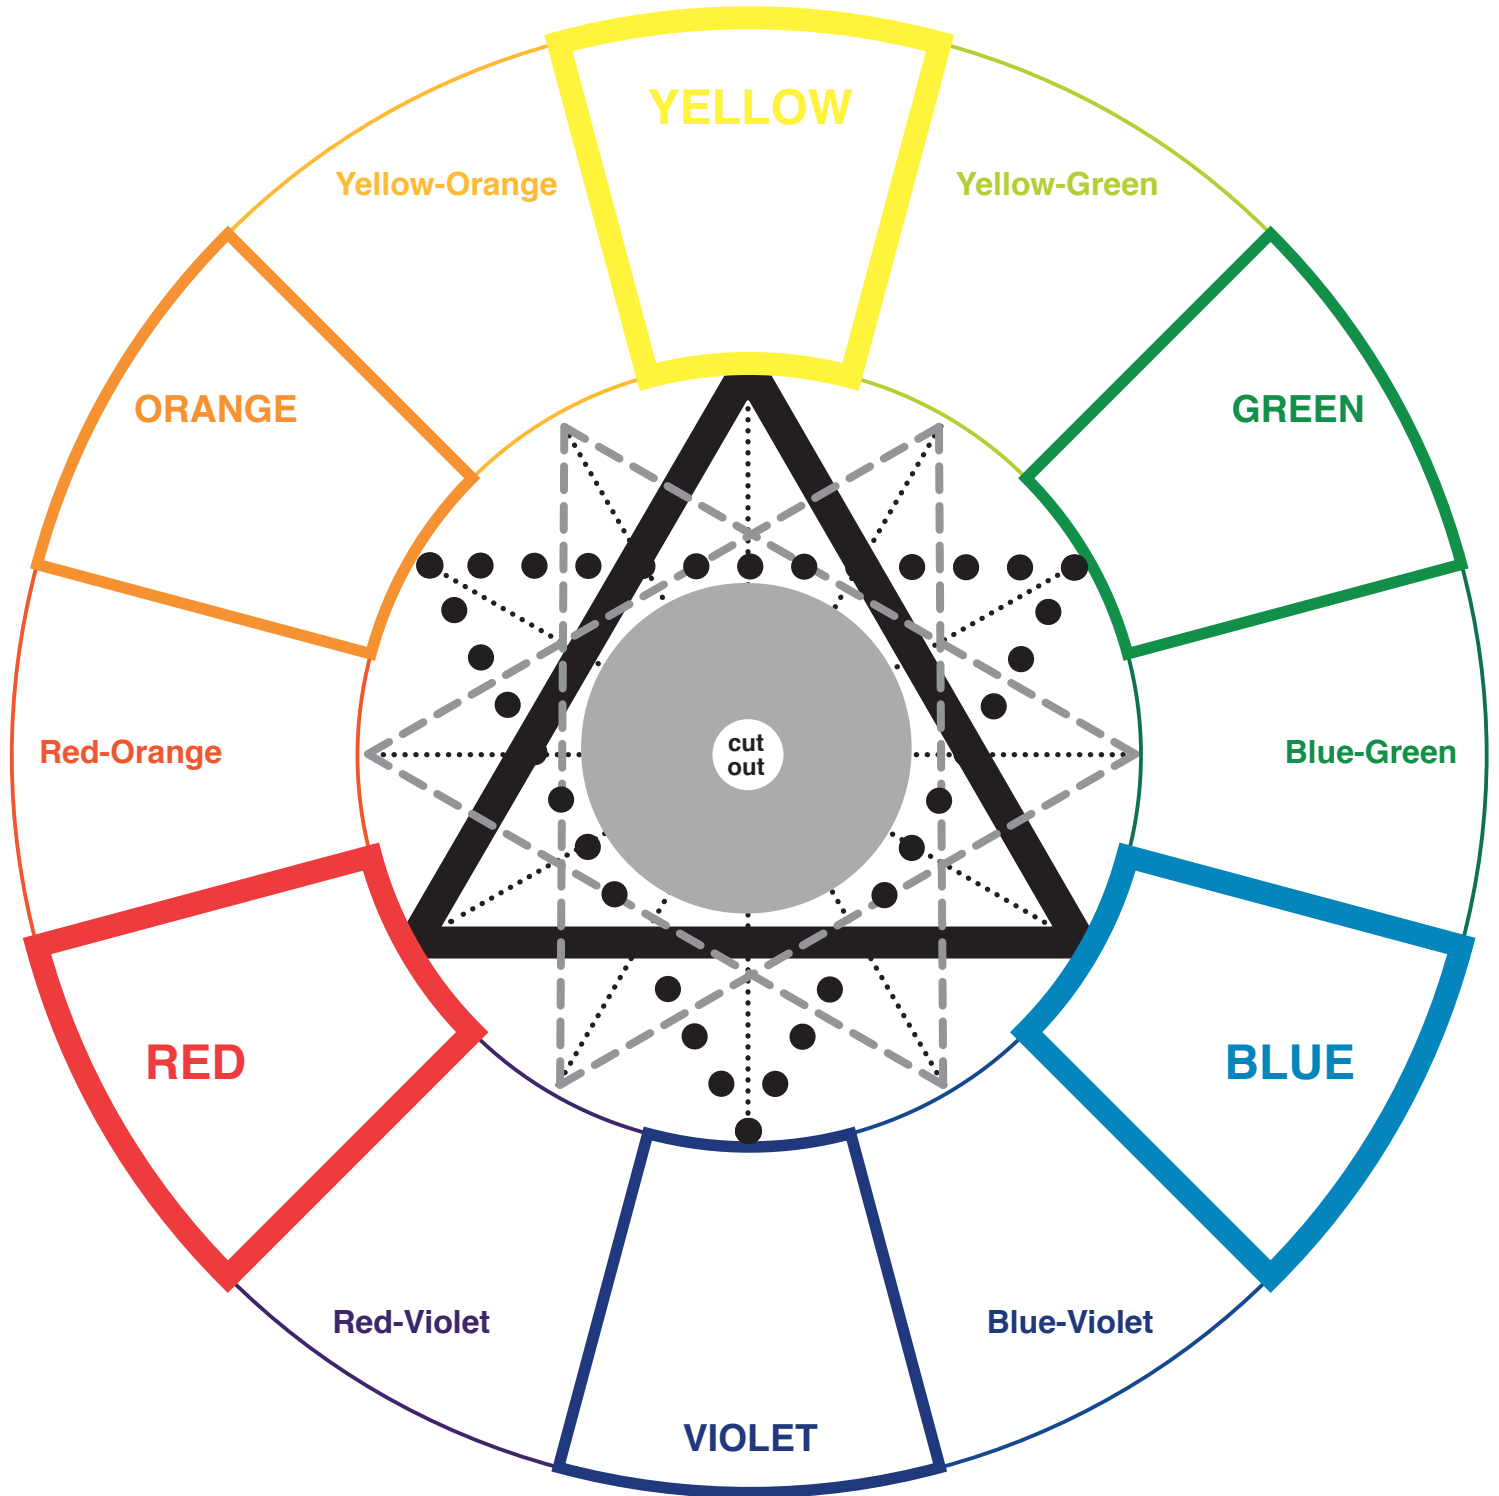 YELLOW
Yellow-Orange
Yellow-Green
ORANGE
GREEN
Red-Orange
cut
out
Blue-Green
RED
BLUE
Red-Violet
Blue-Violet
VIOLET